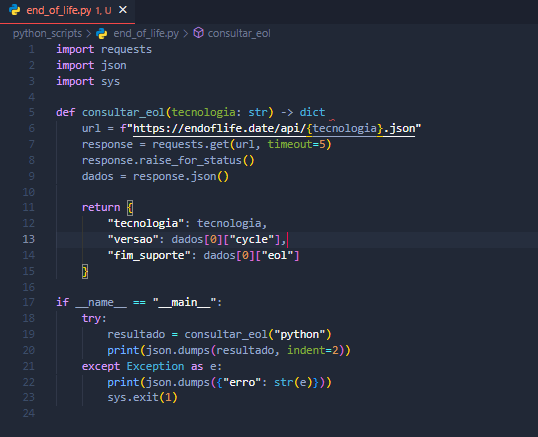 end_of_life.py 1, U ×
python_scripts > end_of_life.py > consultar_eol
1 import requests
2 import json
3 import sys
4
5 def consultar_eol(tecnologia: str) -> dict
6     url = f"https://endoflife.date/api/{tecnologia}.json"
7     response = requests.get(url, timeout=5)
8     response.raise_for_status()
9     dados = response.json()
10
11     return {
12         "tecnologia": tecnologia,
13         "versao": dados[0]["cycle"],
14         "fim_suporte": dados[0]["eol"]
15     }
16
17 if __name__ == "__main__":
18     try:
19         resultado = consultar_eol("python")
20         print(json.dumps(resultado, indent=2))
21     except Exception as e:
22         print(json.dumps({"erro": str(e)}))
23         sys.exit(1)
24